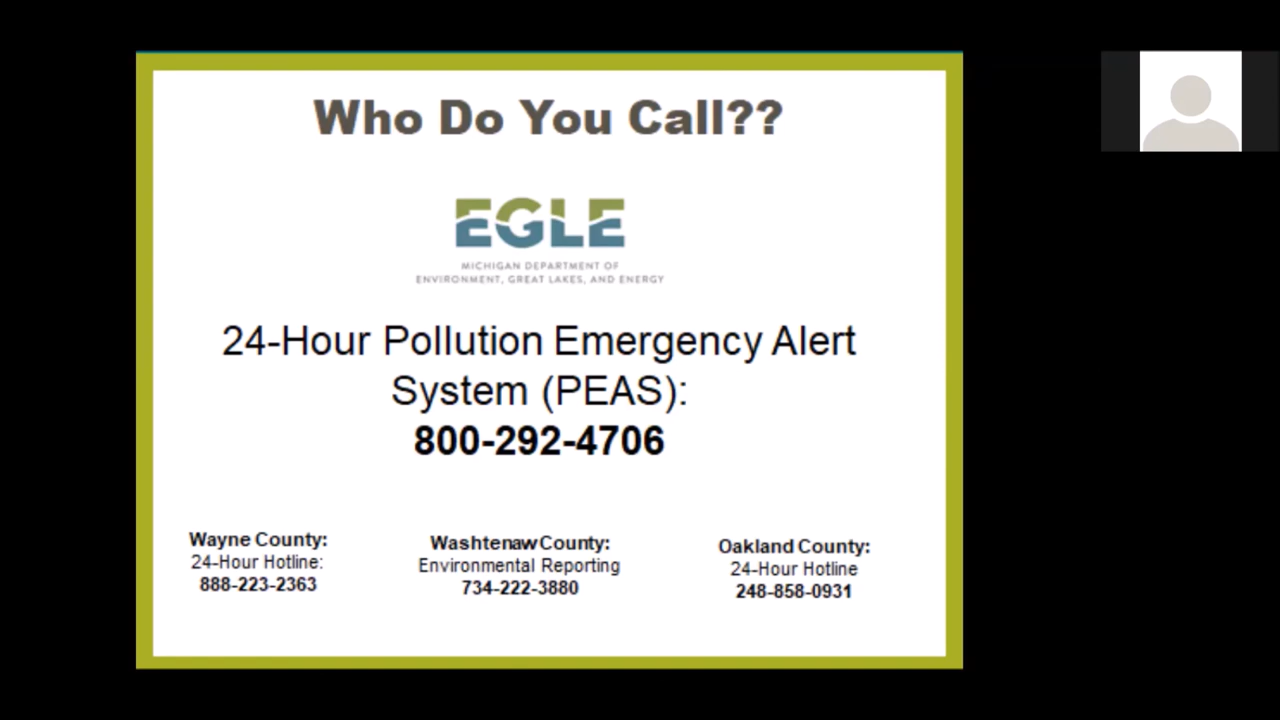 Who Do You Call??
EGLE
MICHIGAN DEPARTMENT OF
ENVIRONMENT, GREAT LAKES, AND ENERGY
24-Hour Pollution Emergency Alert
System (PEAS):
800-292-4706
Wayne County:
24-Hour Hotline:
888-223-2363
Washtenaw County:
Environmental Reporting
734-222-3880
Oakland County:
24-Hour Hotline
248-858-0931